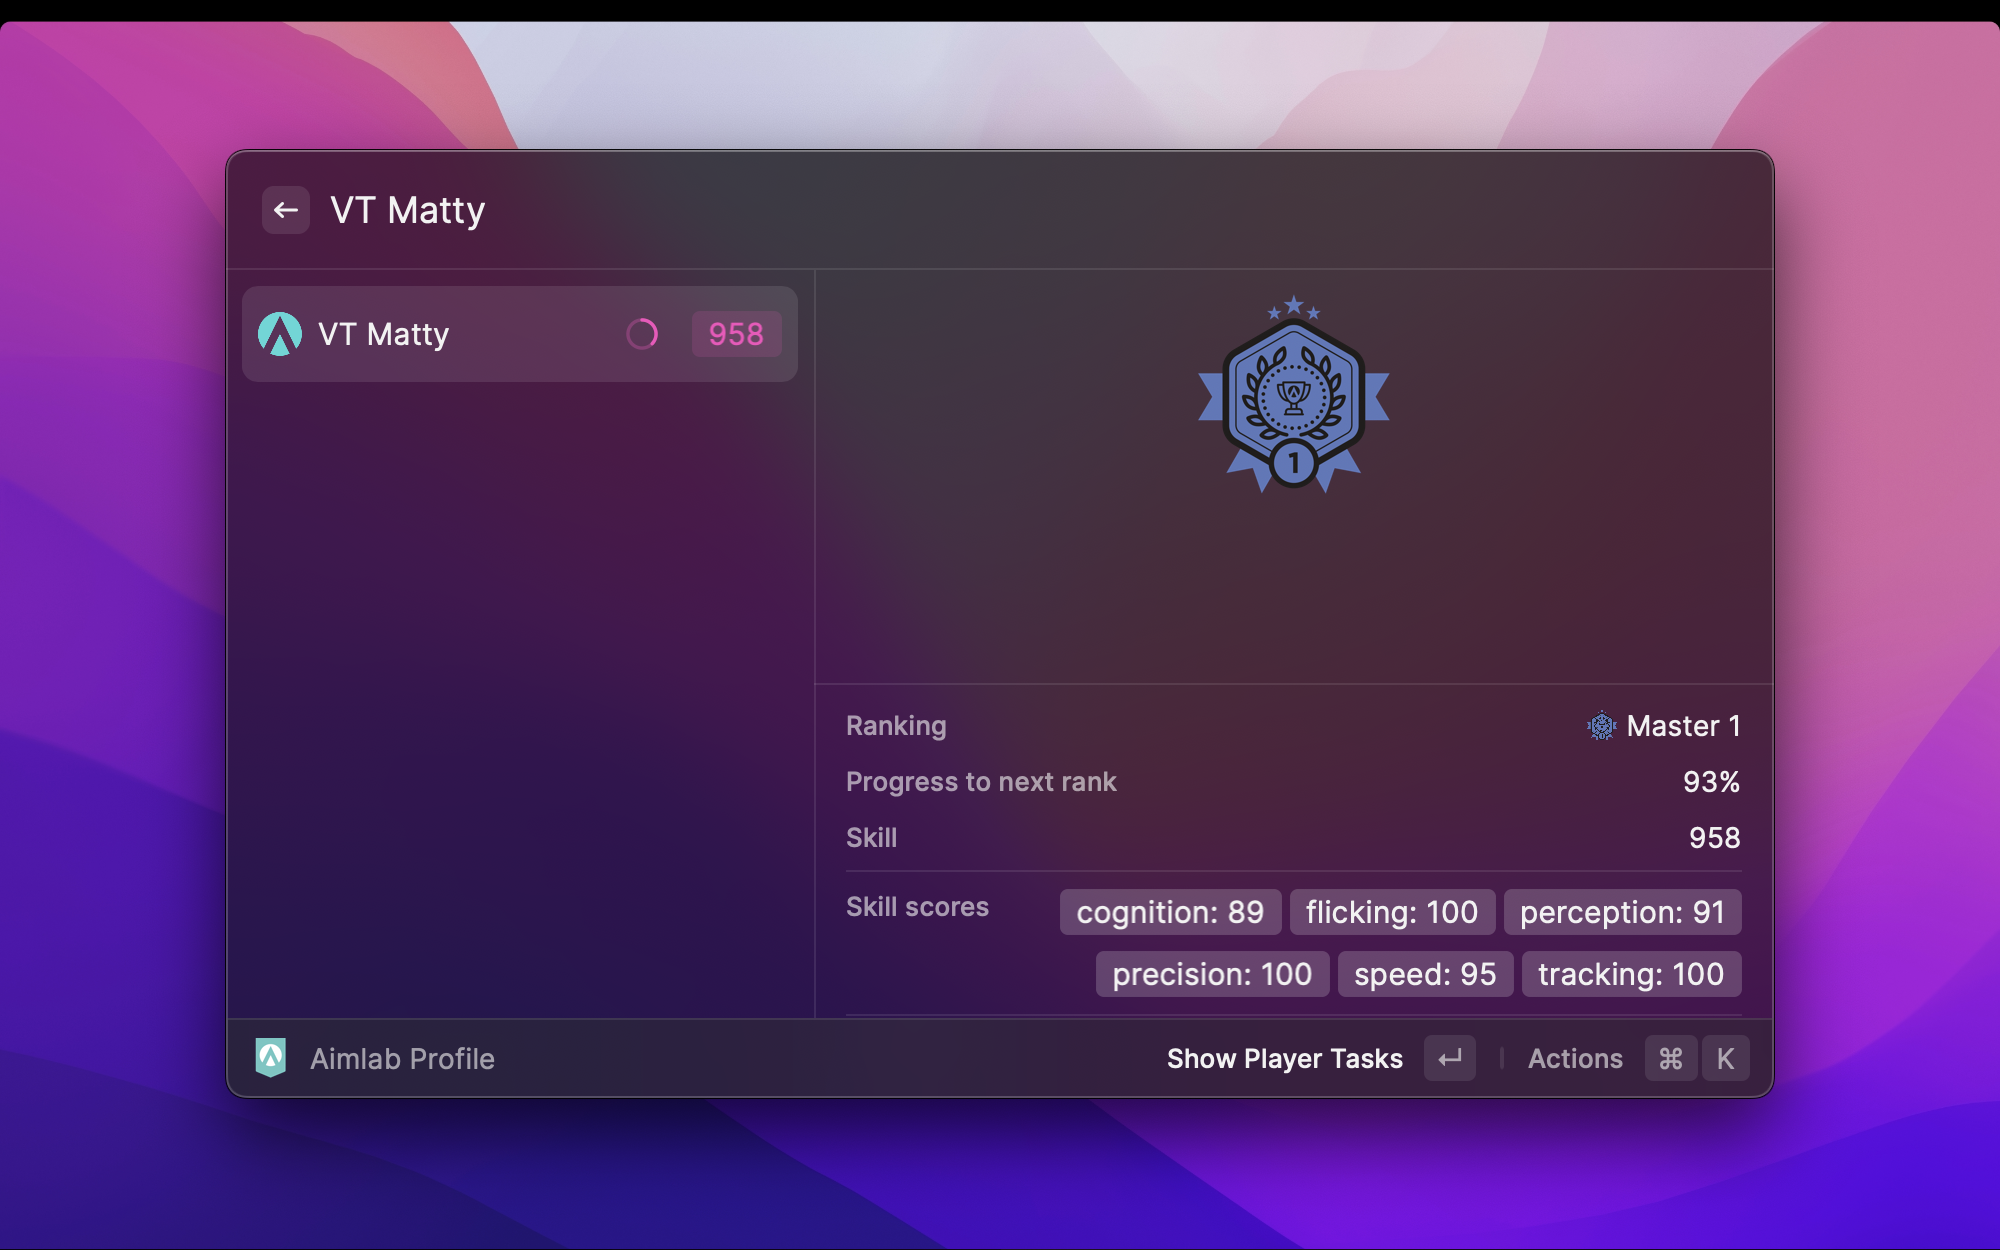 VT Matty
VT Matty 958
1
Ranking Master 1
Progress to next rank 93%
Skill 958
Skill scores cognition: 89 flicking: 100 perception: 91
precision: 100 speed: 95 tracking: 100
Aimlab Profile Show Player Tasks ↵ | Actions ⌘ K